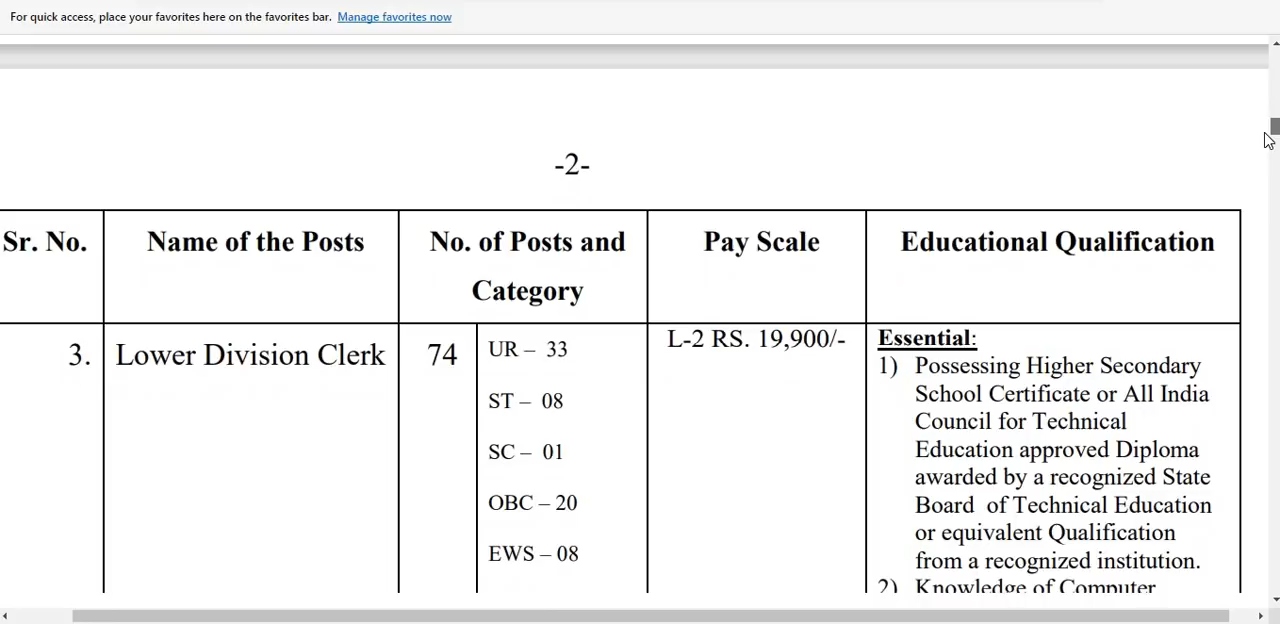 For quick access, place your favorites here on the favorites bar. Manage favorites now
-2-
Sr. No. Name of the Posts No. of Posts and Category Pay Scale Educational Qualification
3. Lower Division Clerk 74 UR – 33
ST – 08
SC – 01
OBC – 20
EWS – 08
L-2 RS. 19,900/-
Essential:
1) Possessing Higher Secondary
School Certificate or All India
Council for Technical
Education approved Diploma
awarded by a recognized State
Board of Technical Education
or equivalent Qualification
from a recognized institution.
2) Knowledge of Computer